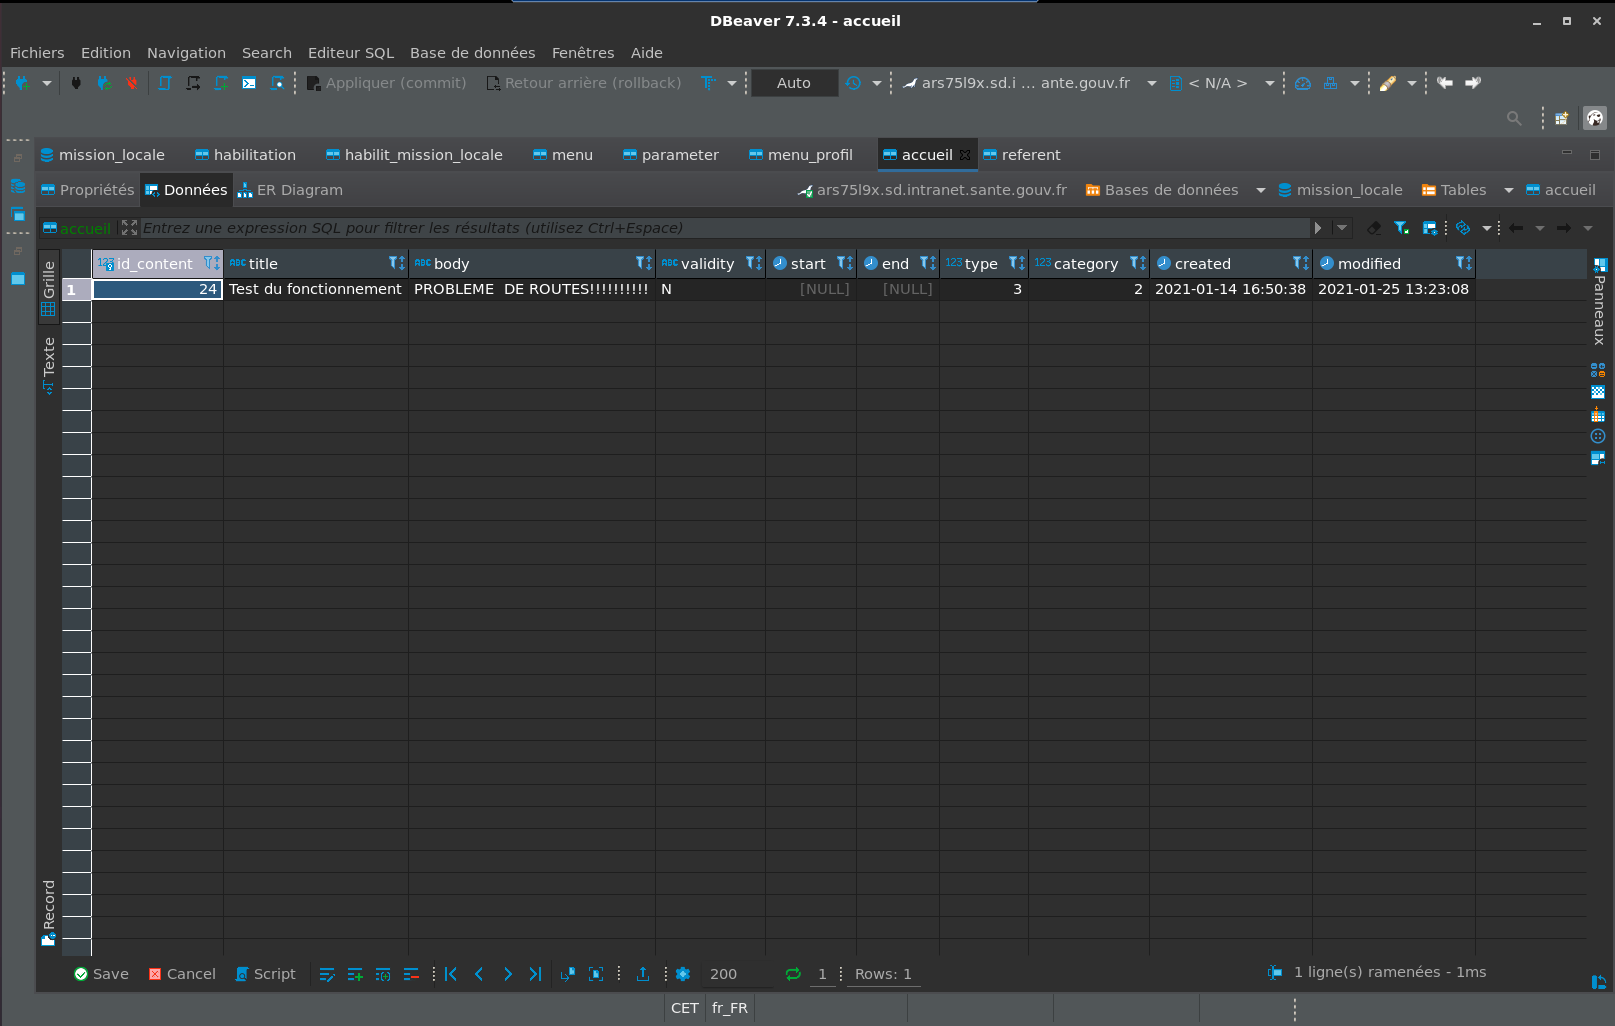 DBeaver 7.3.4 - accueil
Fichiers Edition Navigation Search Editeur SQL Base de données Fenêtres Aide
Appliquer (commit) Retour arrière (rollback) Auto ars75l9x.sd.i ... ante.gouv.fr < N/A >
mission_locale habilitation habilit_mission_locale menu parameter menu_profil accueil referent
Propriétés Données ER Diagram ars75l9x.sd.intranet.sante.gouv.fr Bases de données mission_locale Tables accueil
accueil Entrez une expression SQL pour filtrer les résultats (utilisez Ctrl+Espace)
123 id_content ABC title ABC body ABC validity start end 123 type 123 category created modified
1 24 Test du fonctionnement PROBLEME  DE ROUTES!!!!!!!!!! N [NULL] [NULL] 3 2 2021-01-14 16:50:38 2021-01-25 13:23:08
Grille
Texte
Record
Panneaux
Save Cancel Script 200 1 Rows: 1 1 ligne(s) ramenées - 1ms
CET fr_FR